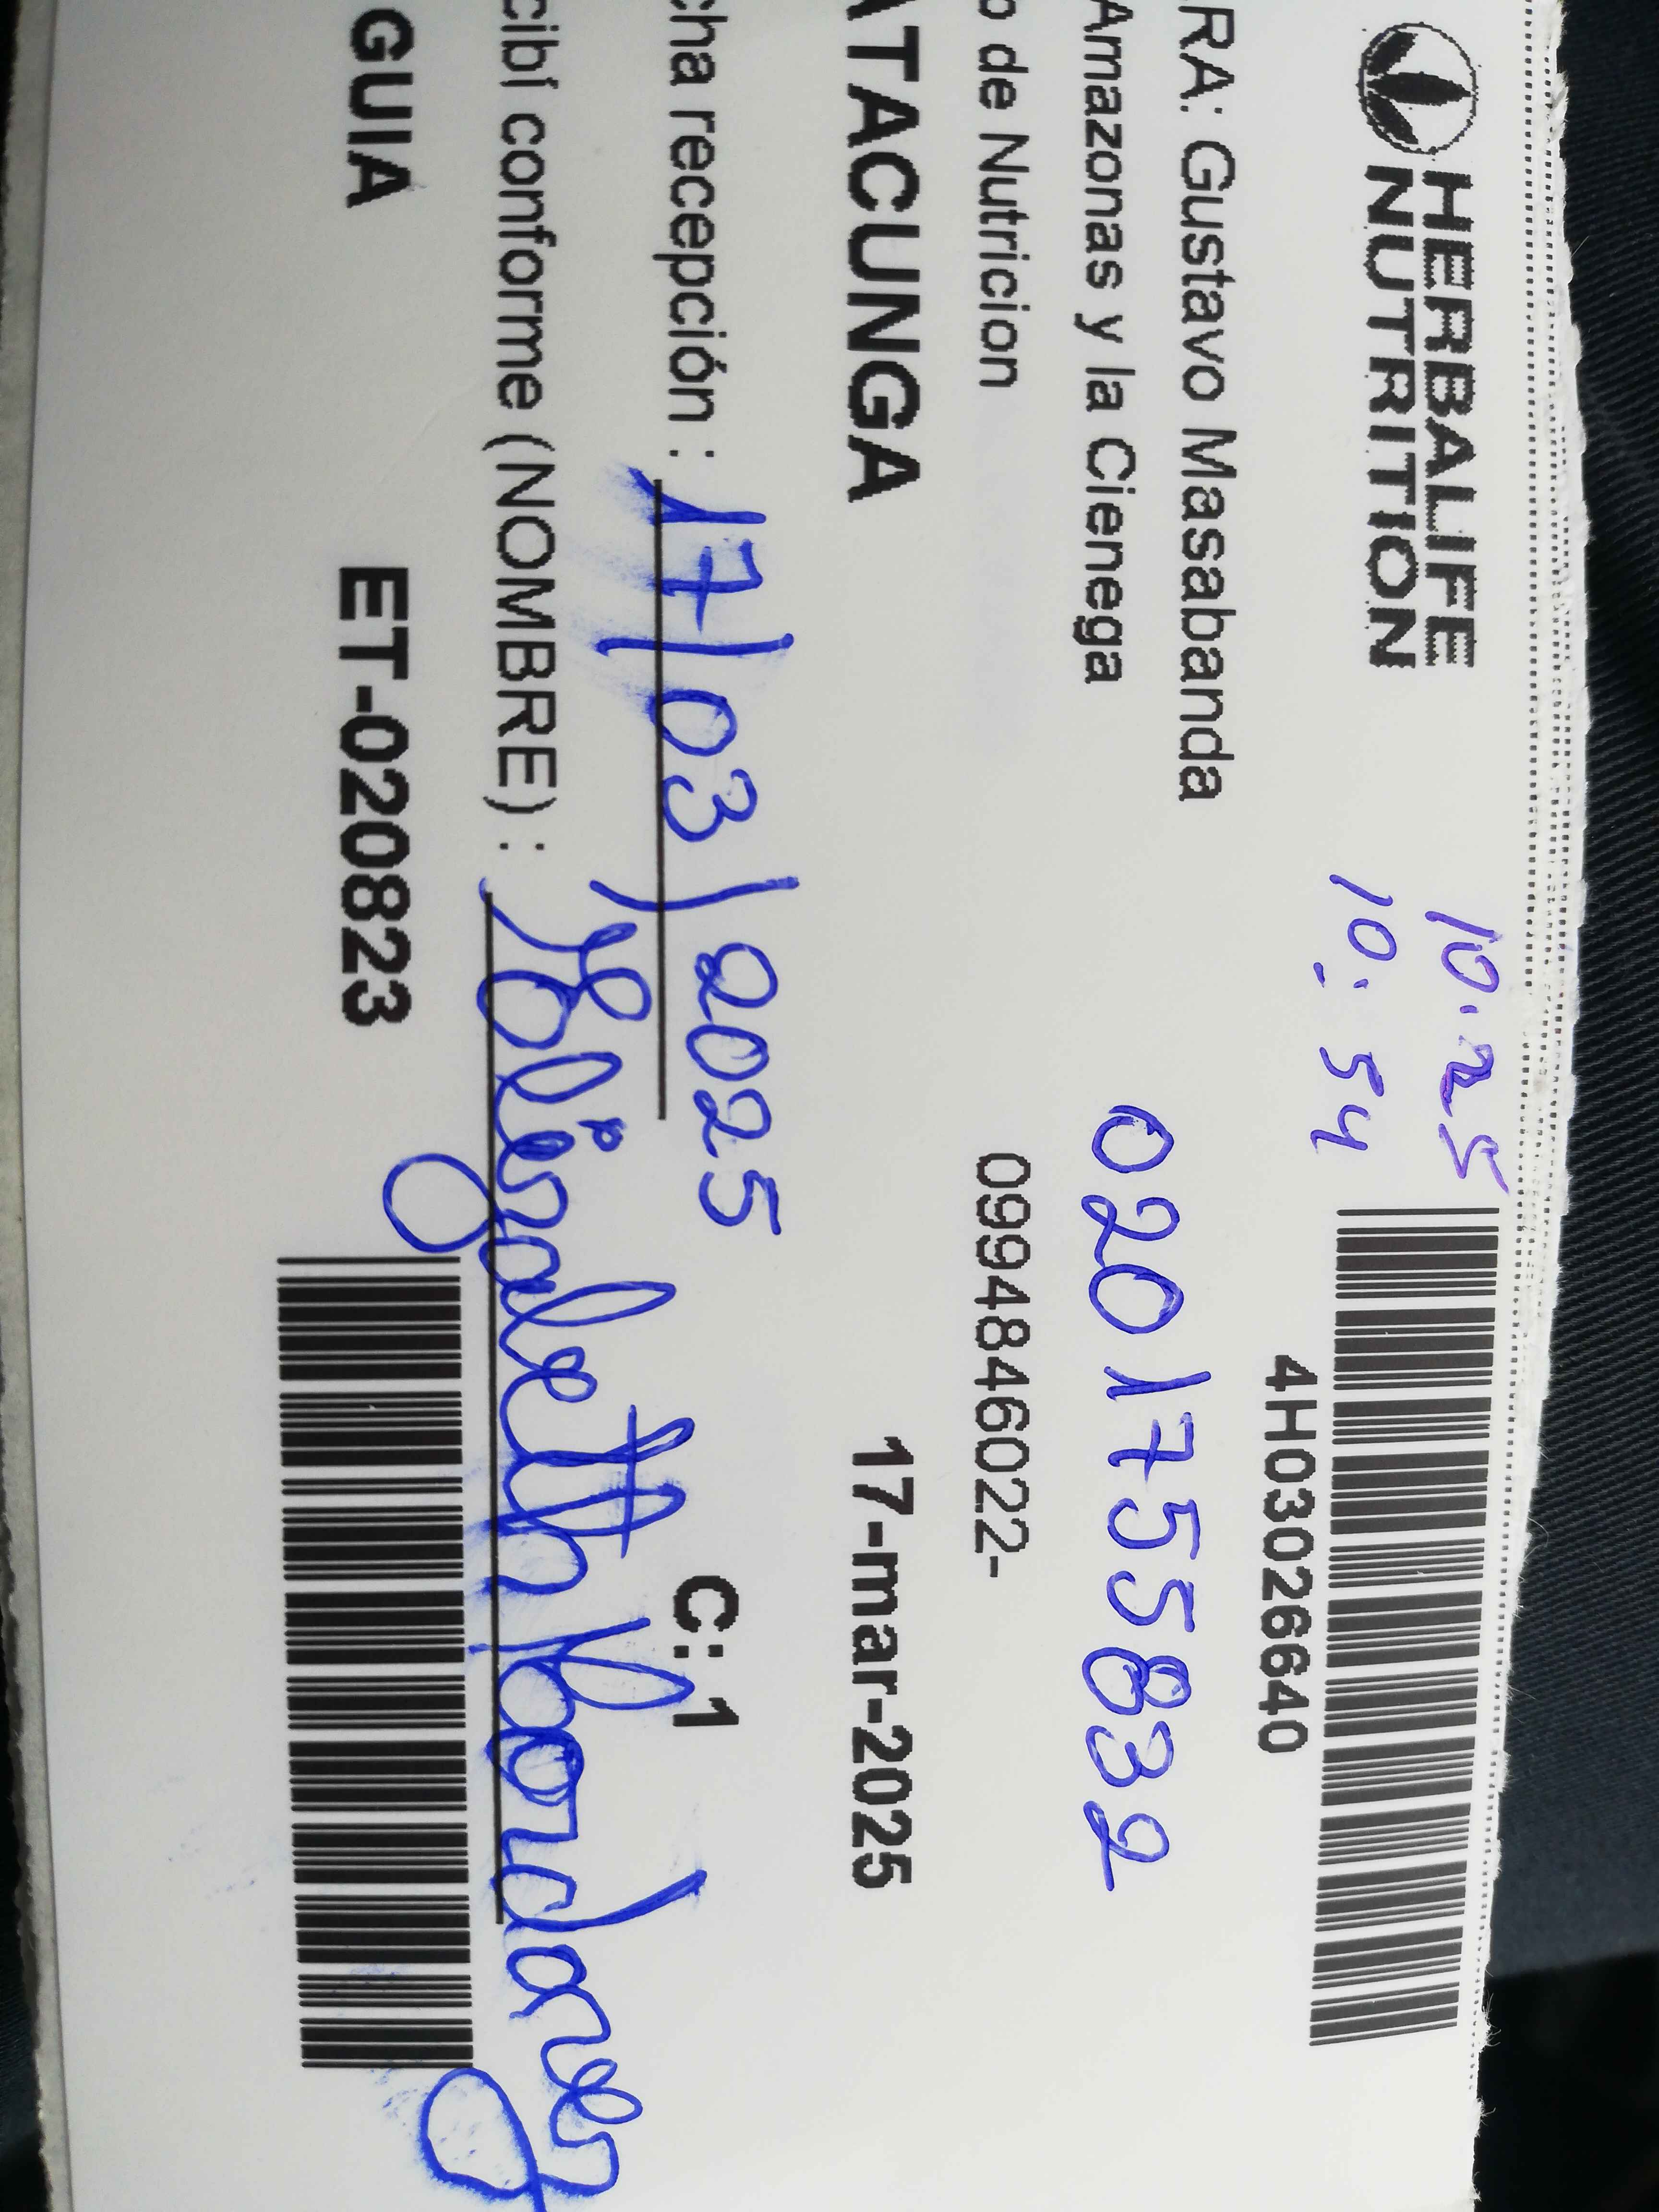 HERBALIFE
NUTRITION
10:25
10:54
4H03026640
RA: Gustavo Masabanda
Amazonas y la Cienega
0201755832
o de Nutricion
0994846022-
ATACUNGA
17-mar-2025
cha recepción : 17/03/2025
C: 1
cibí conforme (NOMBRE) : Elizabeth
GUIA
ET-020823